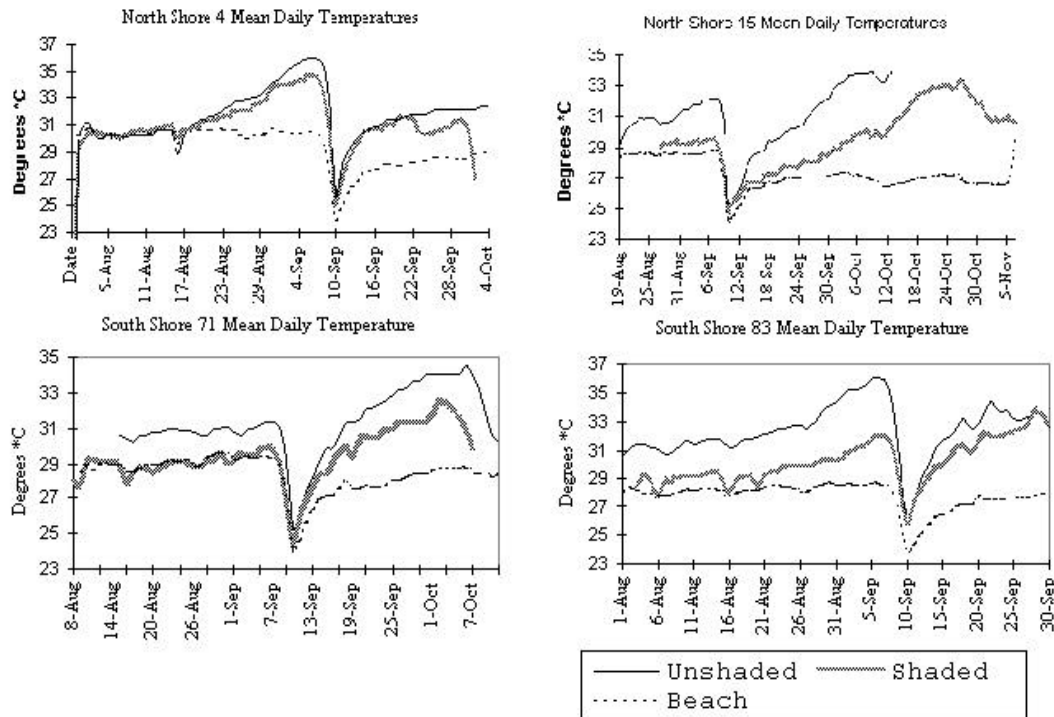 North Shore 4 Mean Daily Temperatures
Degrees °C
37
35
33
31
29
27
25
23
Date
5-Aug
11-Aug
17-Aug
23-Aug
29-Aug
4-Sep
10-Sep
16-Sep
22-Sep
28-Sep
4-Oct
North Shore 15 Mean Daily Temperatures
Degrees *C
37
35
33
31
29
27
25
23
19-Aug
25-Aug
31-Aug
6-Sep
12-Sep
18-Sep
24-Sep
30-Sep
6-Oct
12-Oct
18-Oct
24-Oct
30-Oct
5-Nov
South Shore 71 Mean Daily Temperature
Degrees *C
35
33
31
29
27
25
23
8-Aug
14-Aug
20-Aug
26-Aug
1-Sep
7-Sep
13-Sep
19-Sep
25-Sep
1-Oct
7-Oct
South Shore 83 Mean Daily Temperature
Degrees *C
37
35
33
31
29
27
25
23
1-Aug
6-Aug
11-Aug
16-Aug
21-Aug
26-Aug
31-Aug
5-Sep
10-Sep
15-Sep
20-Sep
25-Sep
30-Sep
Unshaded Shaded
Beach